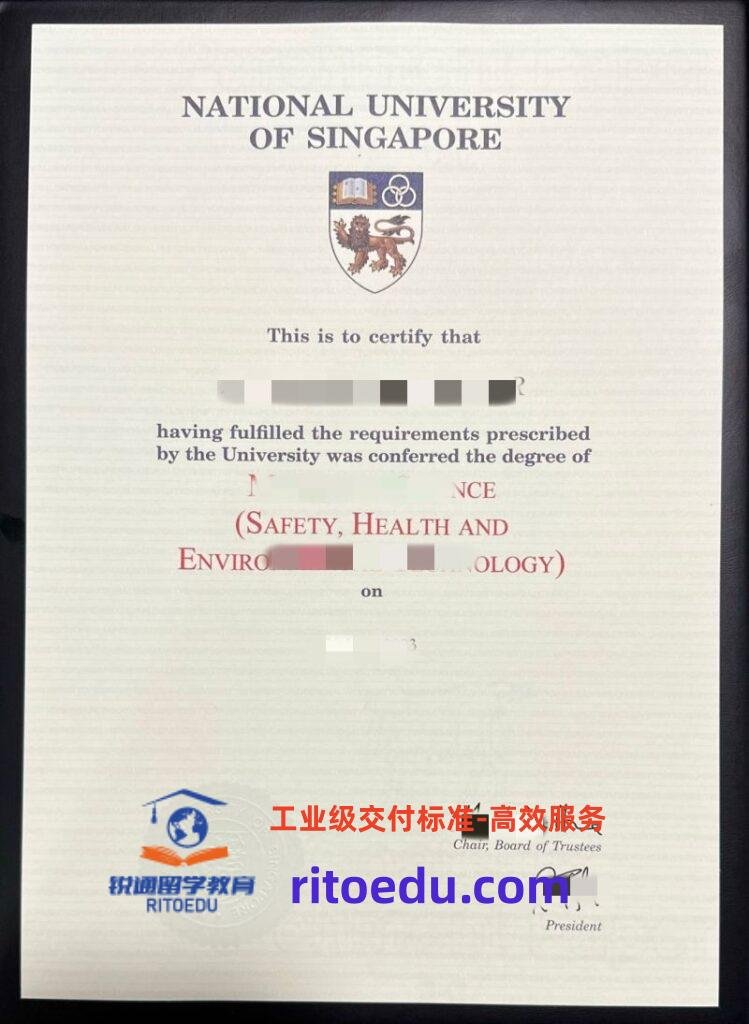 NATIONAL UNIVERSITY
OF SINGAPORE
This is to certify that
having fulfilled the requirements prescribed
by the University was conferred the degree of
(SAFETY, HEALTH AND
on
工业级交付标准-高效服务
Chair, Board of Trustees
锐通留学教育
RITOEDU
ritoedu.com
President